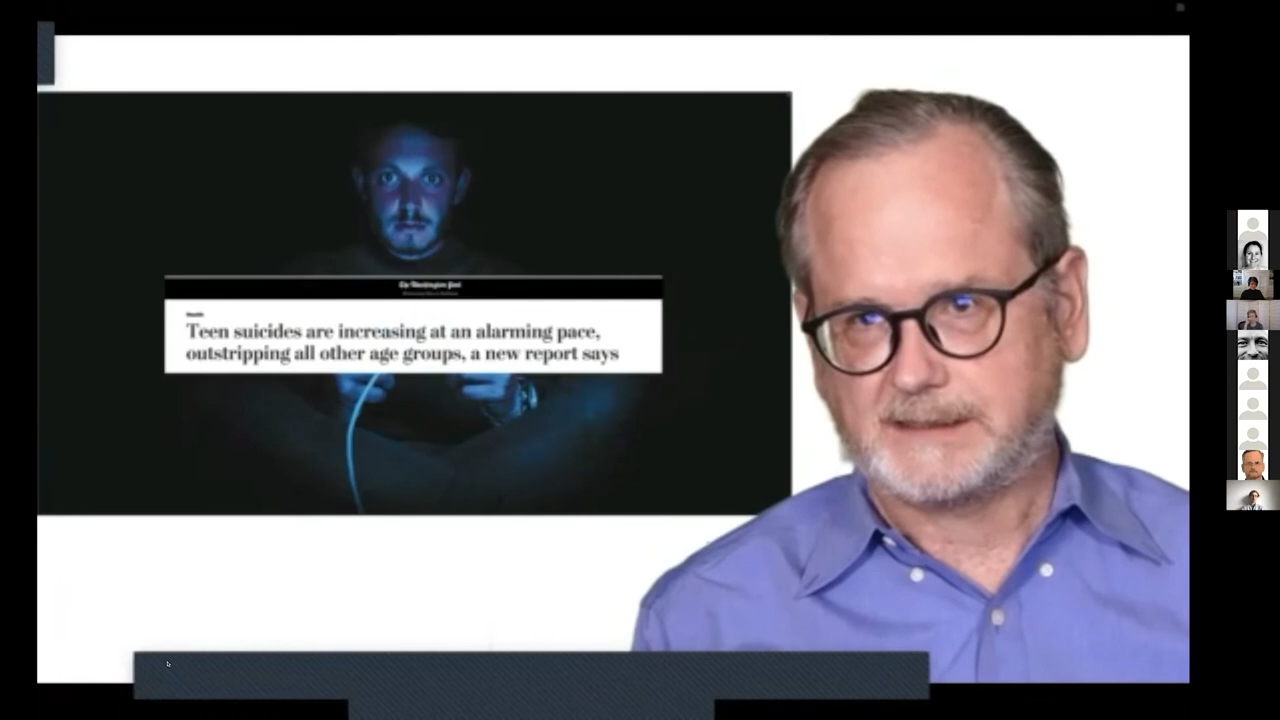 The Washington Post
Teen suicides are increasing at an alarming pace,
outstripping all other age groups, a new report says